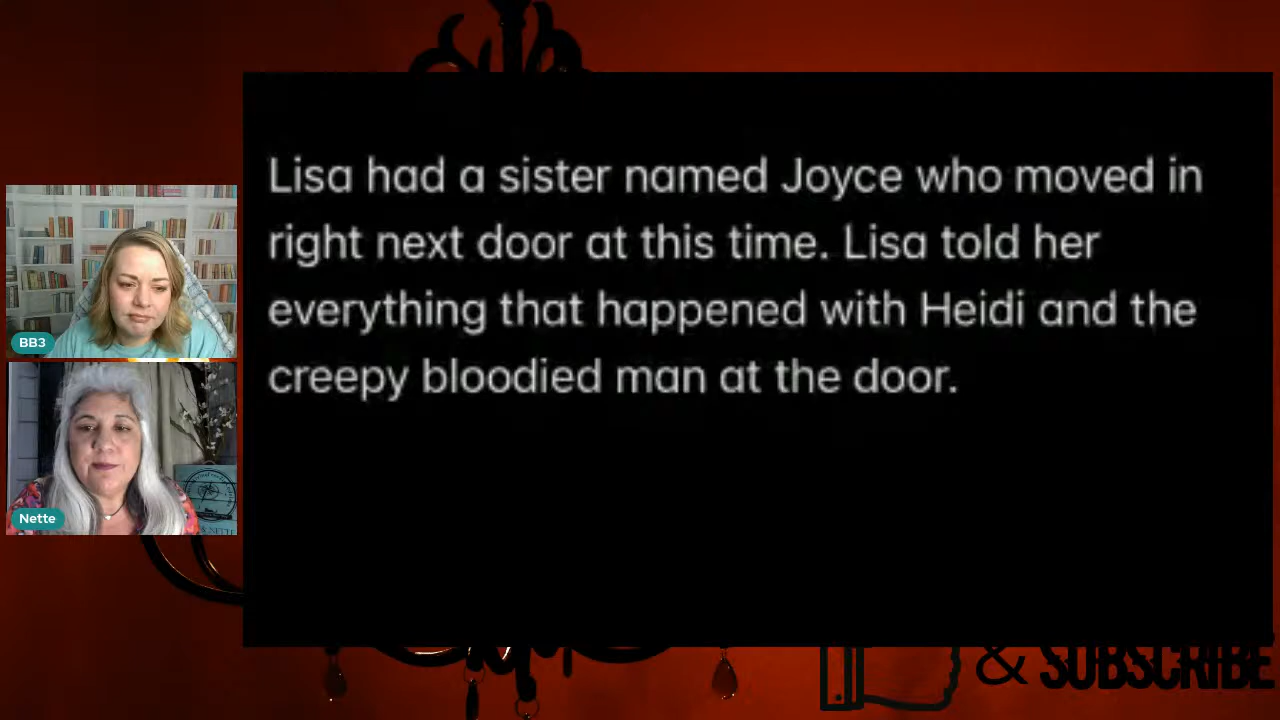 Lisa had a sister named Joyce who moved in
right next door at this time. Lisa told her
everything that happened with Heidi and the
creepy bloodied man at the door.
BB3
Nette
& SUBSCRIBE